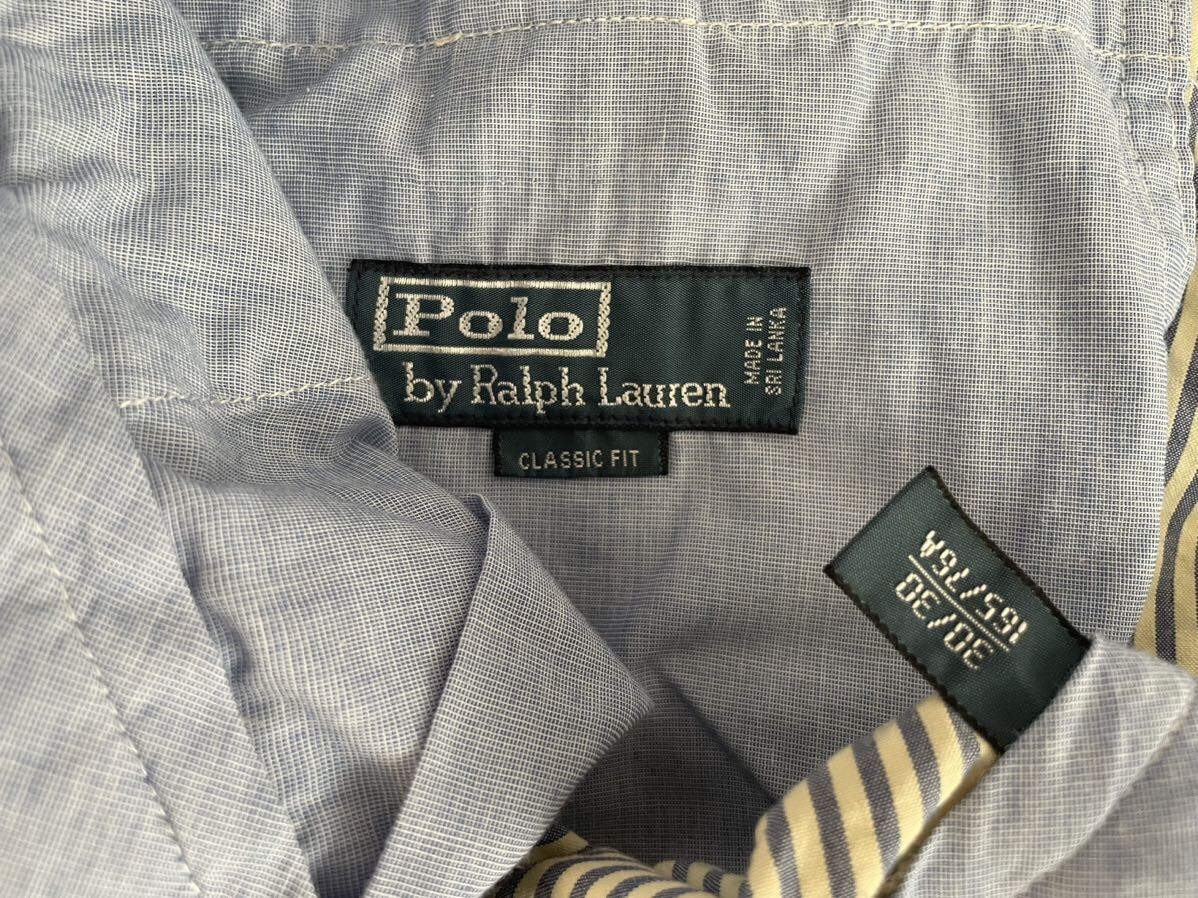 Polo
by Ralph Lauren
MADE IN
SRI LANKA
CLASSIC FIT
30/30
165/76A